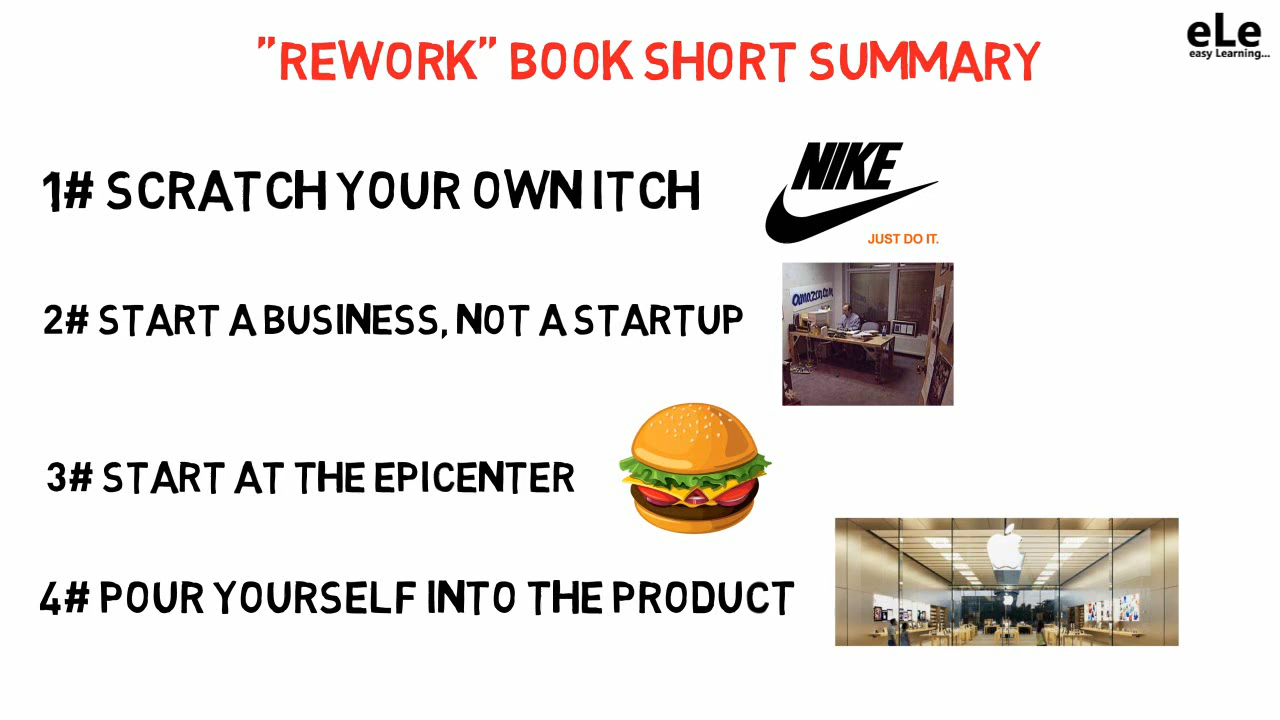 "REWORK" BOOK SHORT SUMMARY
eLe
easy Learning...
1# SCRATCH YOUR OWN ITCH
NIKE
JUST DO IT.
2# START A BUSINESS, NOT A STARTUP
amazon.com
3# START AT THE EPICENTER
4# POUR YOURSELF INTO THE PRODUCT